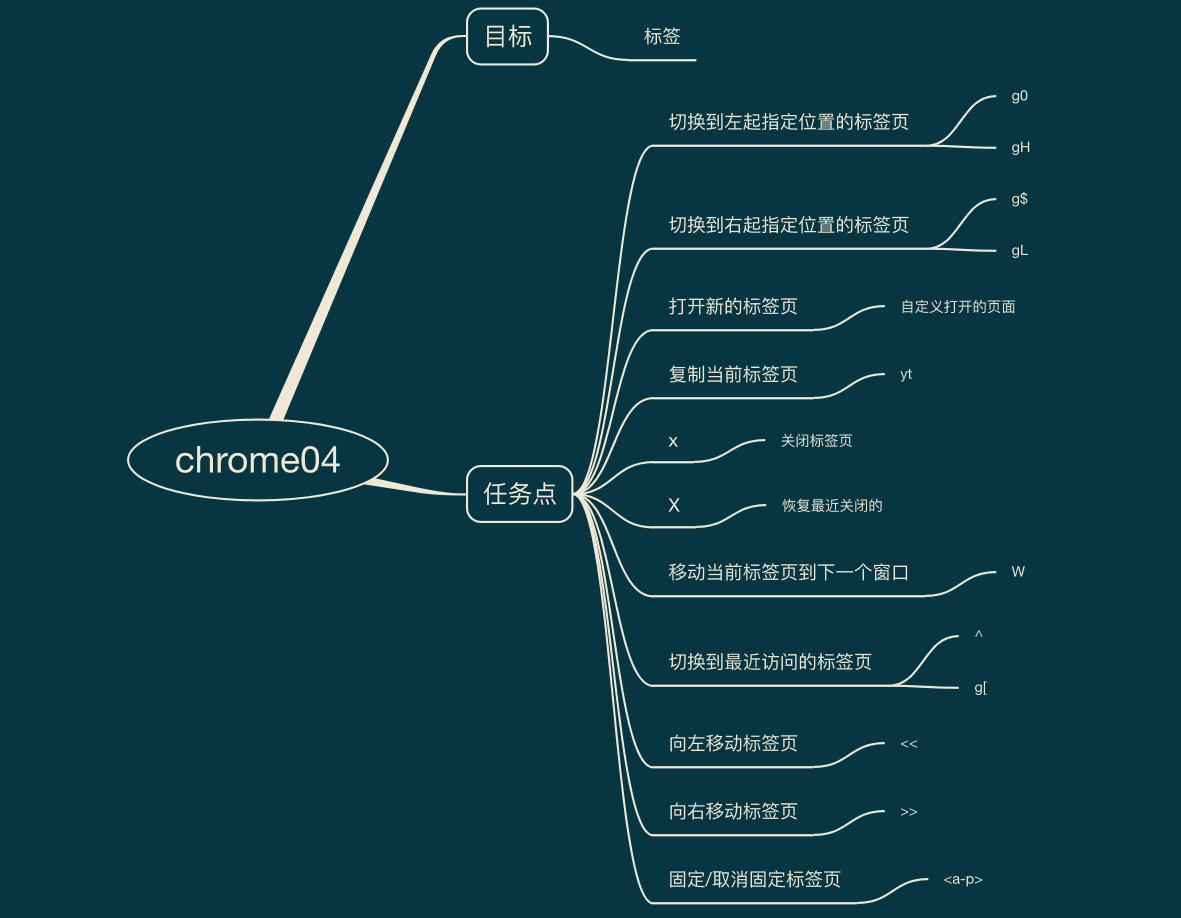 chrome04
目标
标签
任务点
切换到左起指定位置的标签页
g0
gH
切换到右起指定位置的标签页
g$
gL
打开新的标签页
自定义打开的页面
复制当前标签页
yt
x
关闭标签页
X
恢复最近关闭的
移动当前标签页到下一个窗口
W
切换到最近访问的标签页
^
g[
向左移动标签页
<<
向右移动标签页
>>
固定/取消固定标签页
<a-p>